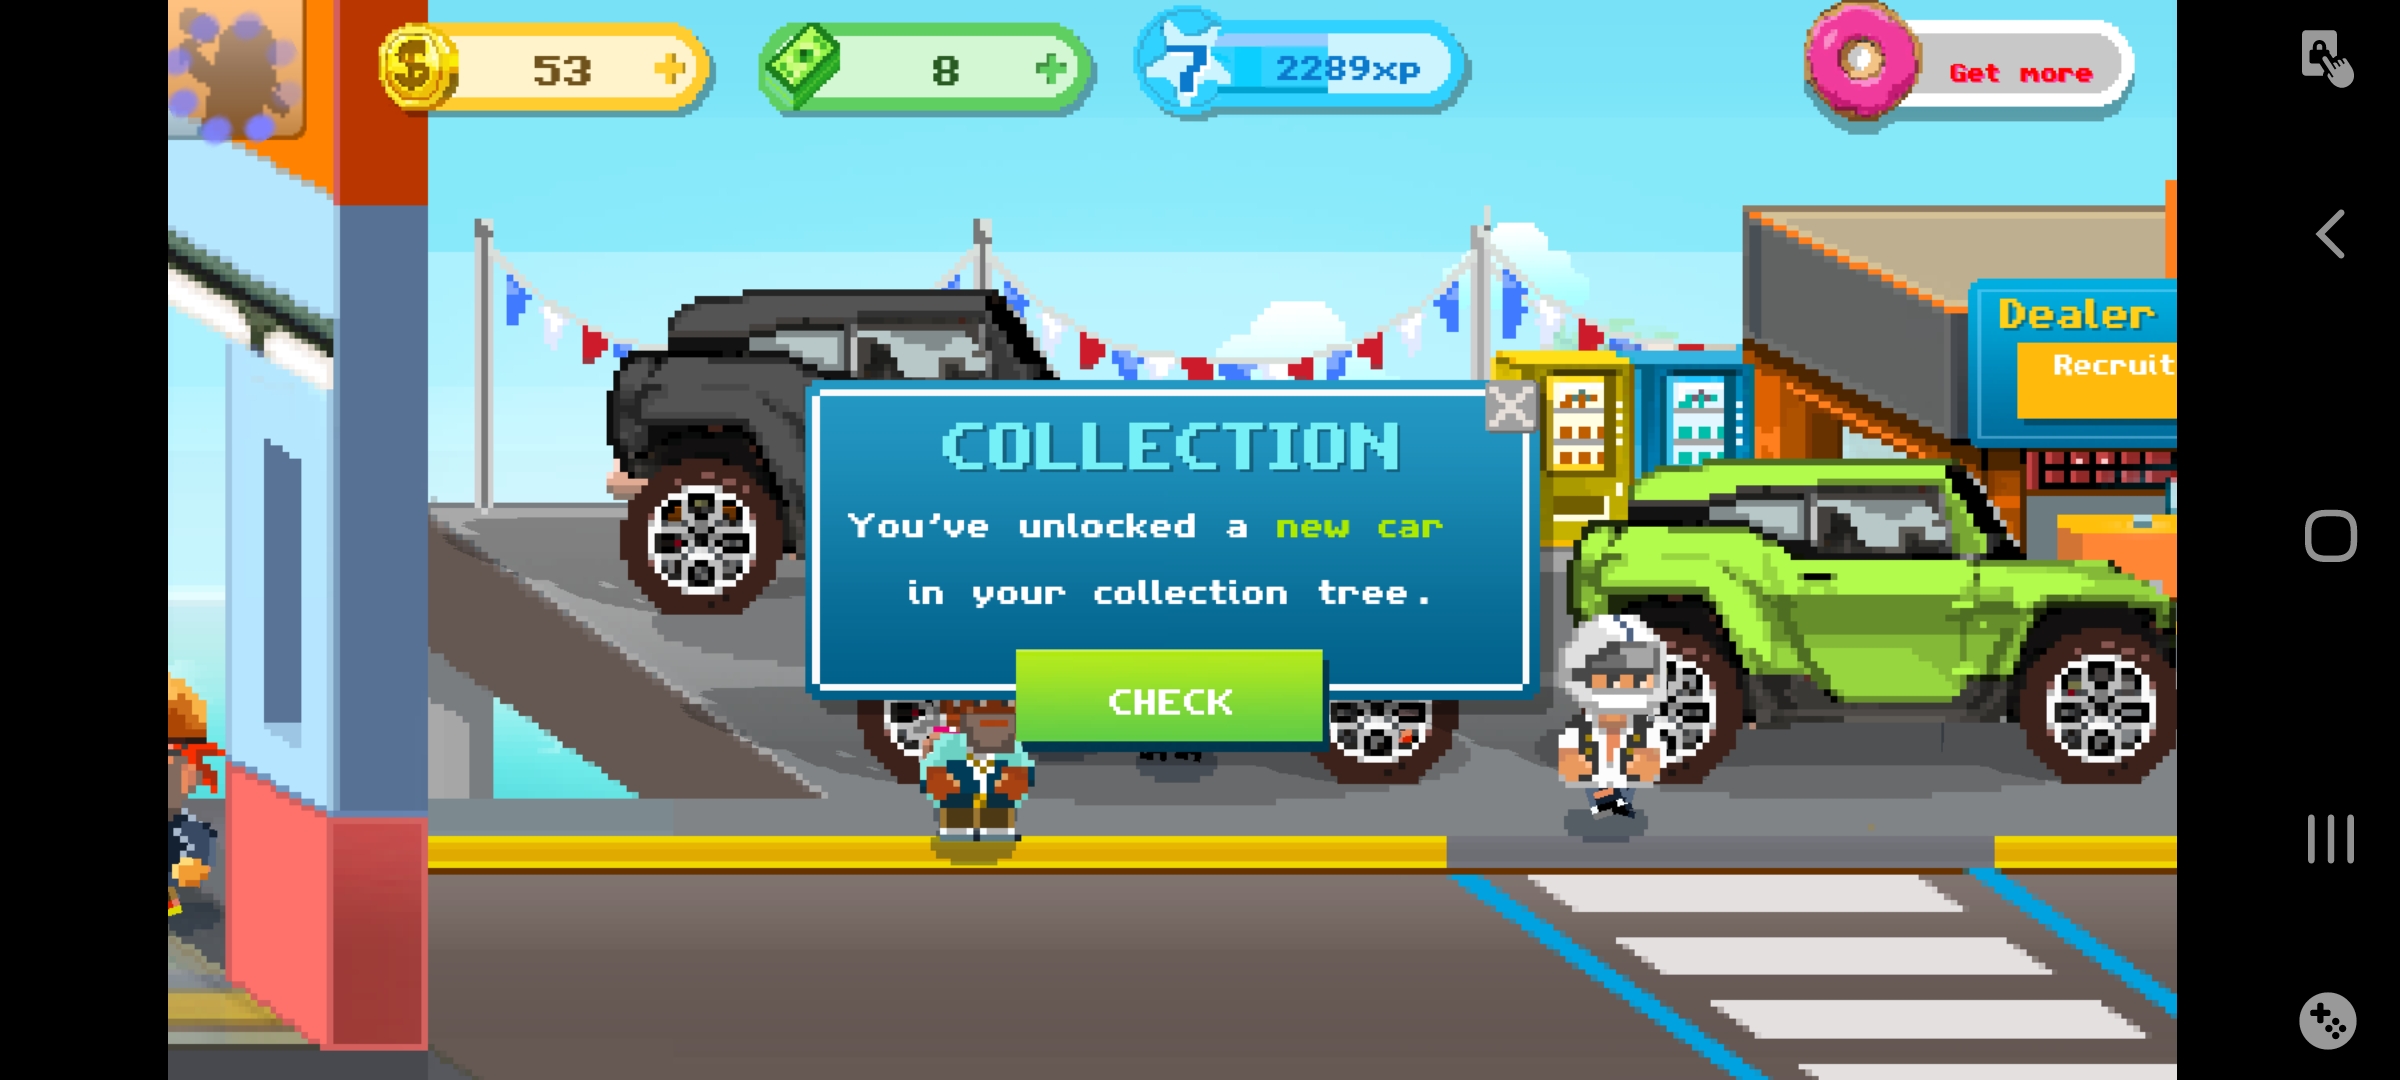 53
8
7
2289xp
Get more
Dealer
Recruit
COLLECTION
You've unlocked a new car
in your collection tree.
CHECK